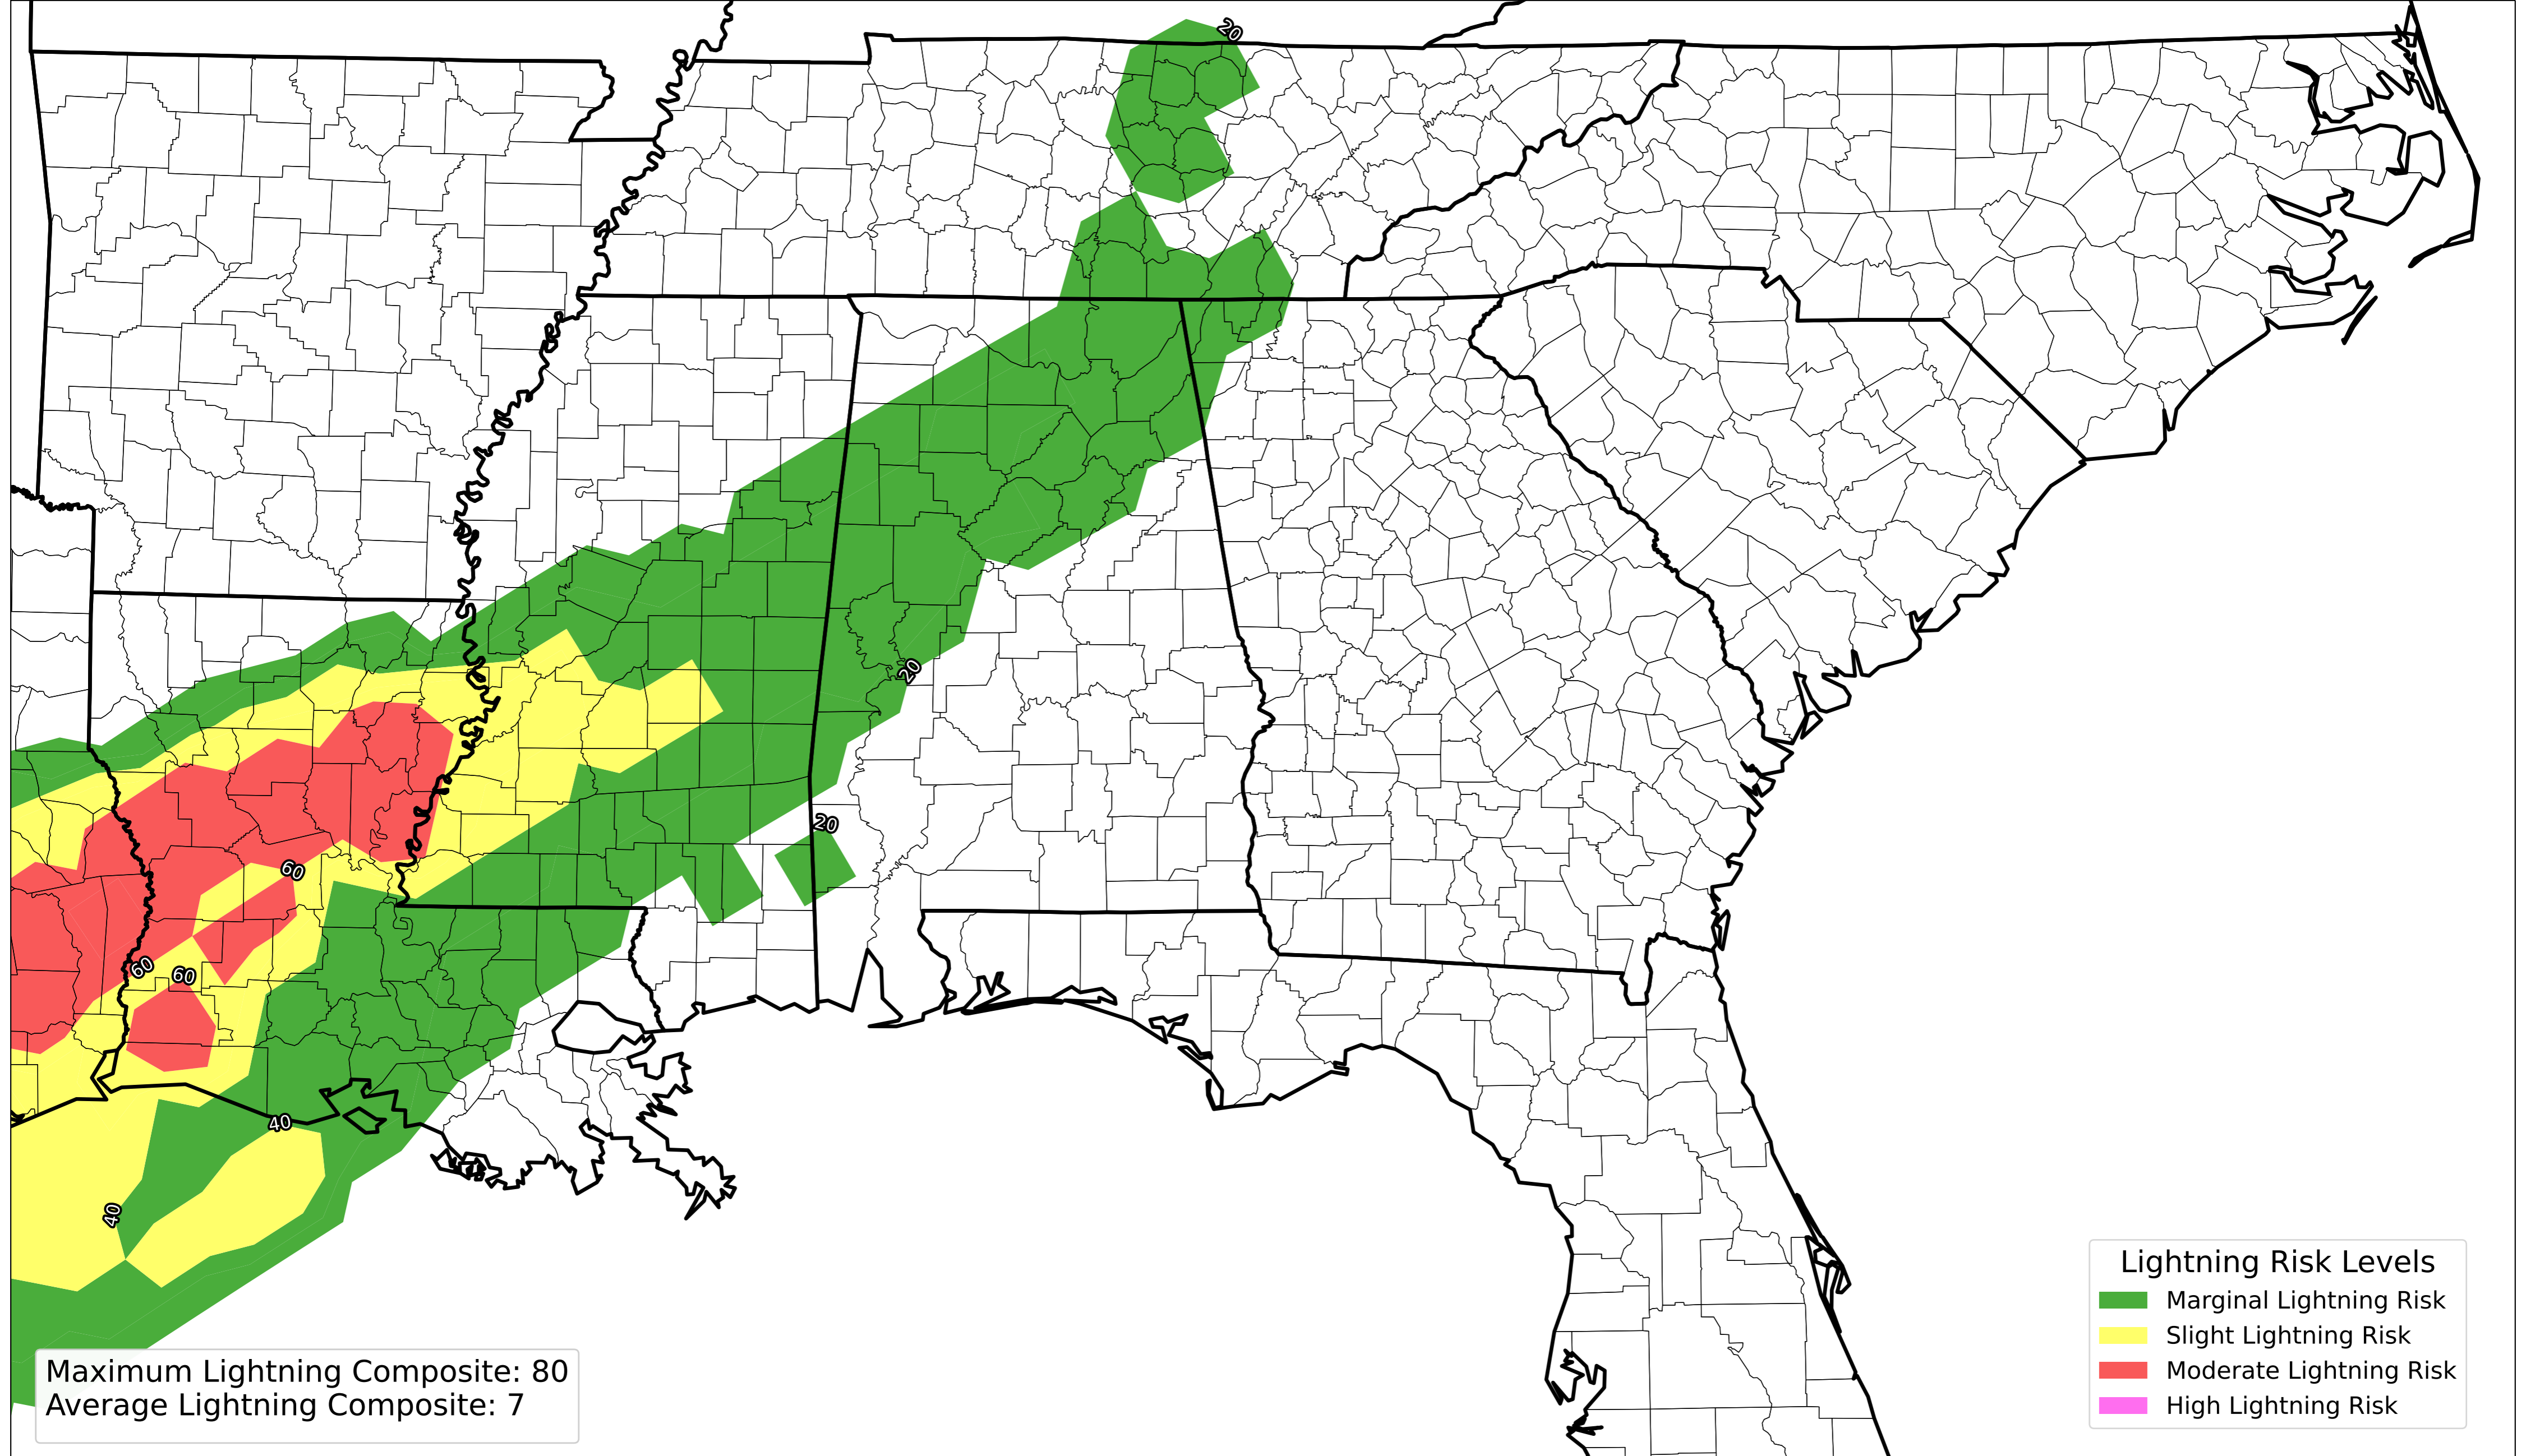 20
20
20
60
60
60
40
40
Lightning Risk Levels
Marginal Lightning Risk
Slight Lightning Risk
Moderate Lightning Risk
High Lightning Risk
Maximum Lightning Composite: 80
Average Lightning Composite: 7